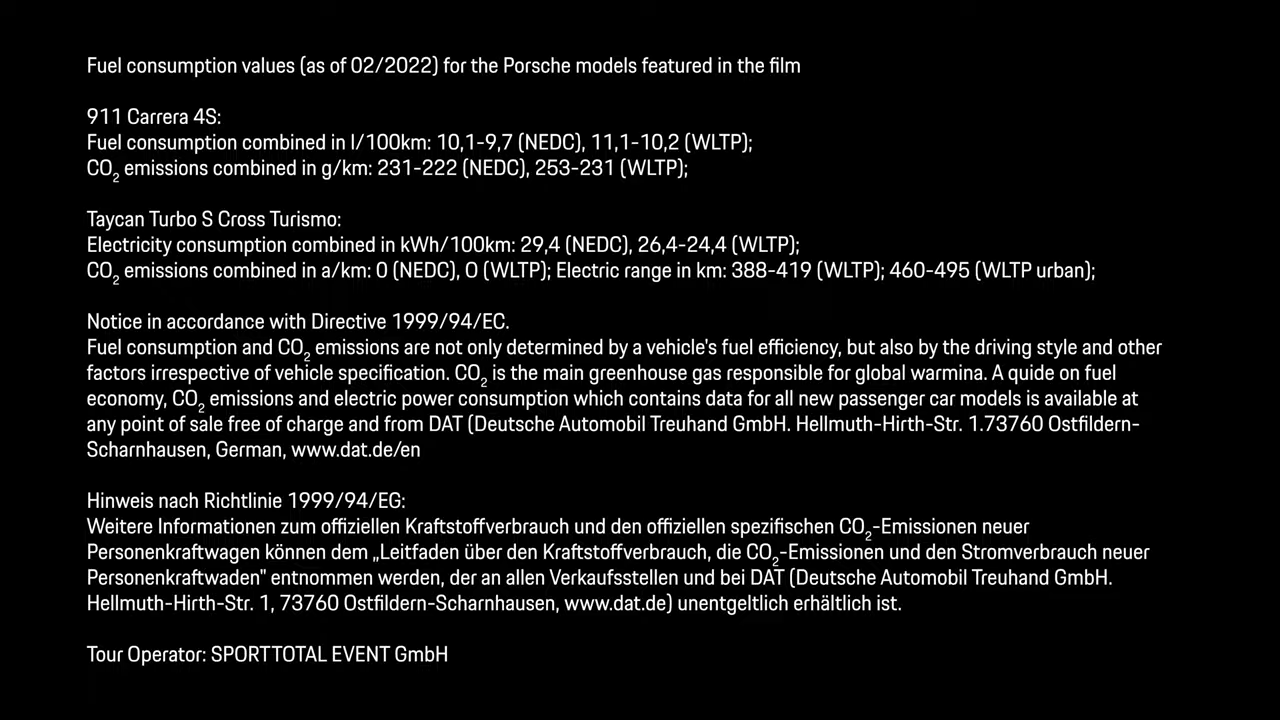 Fuel consumption values (as of 02/2022) for the Porsche models featured in the film
911 Carrera 4S:
Fuel consumption combined in l/100km: 10,1-9,7 (NEDC), 11,1-10,2 (WLTP);
CO₂ emissions combined in g/km: 231-222 (NEDC), 253-231 (WLTP);
Taycan Turbo S Cross Turismo:
Electricity consumption combined in kWh/100km: 29,4 (NEDC), 26,4-24,4 (WLTP);
CO₂ emissions combined in a/km: 0 (NEDC), O (WLTP); Electric range in km: 388-419 (WLTP); 460-495 (WLTP urban);
Notice in accordance with Directive 1999/94/EC.
Fuel consumption and CO₂ emissions are not only determined by a vehicle's fuel efficiency, but also by the driving style and other
factors irrespective of vehicle specification. CO₂ is the main greenhouse gas responsible for global warmina. A quide on fuel
economy, CO₂ emissions and electric power consumption which contains data for all new passenger car models is available at
any point of sale free of charge and from DAT (Deutsche Automobil Treuhand GmbH. Hellmuth-Hirth-Str. 1.73760 Ostfildern-
Scharnhausen, German, www.dat.de/en
Hinweis nach Richtlinie 1999/94/EG:
Weitere Informationen zum offiziellen Kraftstoffverbrauch und den offiziellen spezifischen CO₂-Emissionen neuer
Personenkraftwagen können dem „Leitfaden über den Kraftstoffverbrauch, die CO₂-Emissionen und den Stromverbrauch neuer
Personenkraftwaden" entnommen werden, der an allen Verkaufsstellen und bei DAT (Deutsche Automobil Treuhand GmbH.
Hellmuth-Hirth-Str. 1, 73760 Ostfildern-Scharnhausen, www.dat.de) unentgeltlich erhältlich ist.
Tour Operator: SPORTTOTAL EVENT GmbH